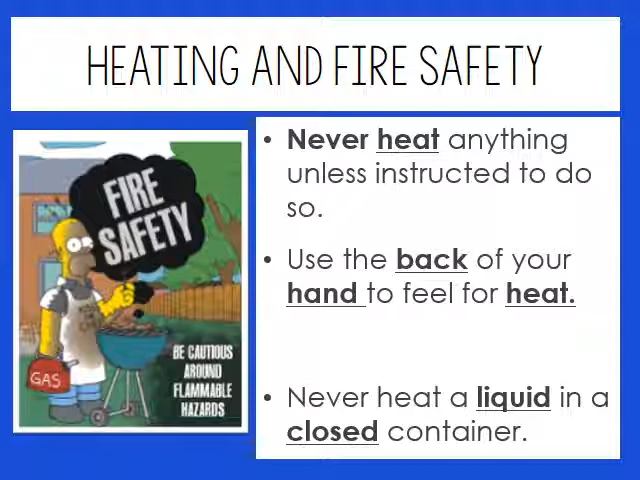 HEATING AND FIRE SAFETY
FIRE
SAFETY
GAS
BE CAUTIOUS
AROUND
FLAMMABLE
HAZARDS
• Never heat anything
unless instructed to do
so.
• Use the back of your
hand to feel for heat.
• Never heat a liquid in a
closed container.